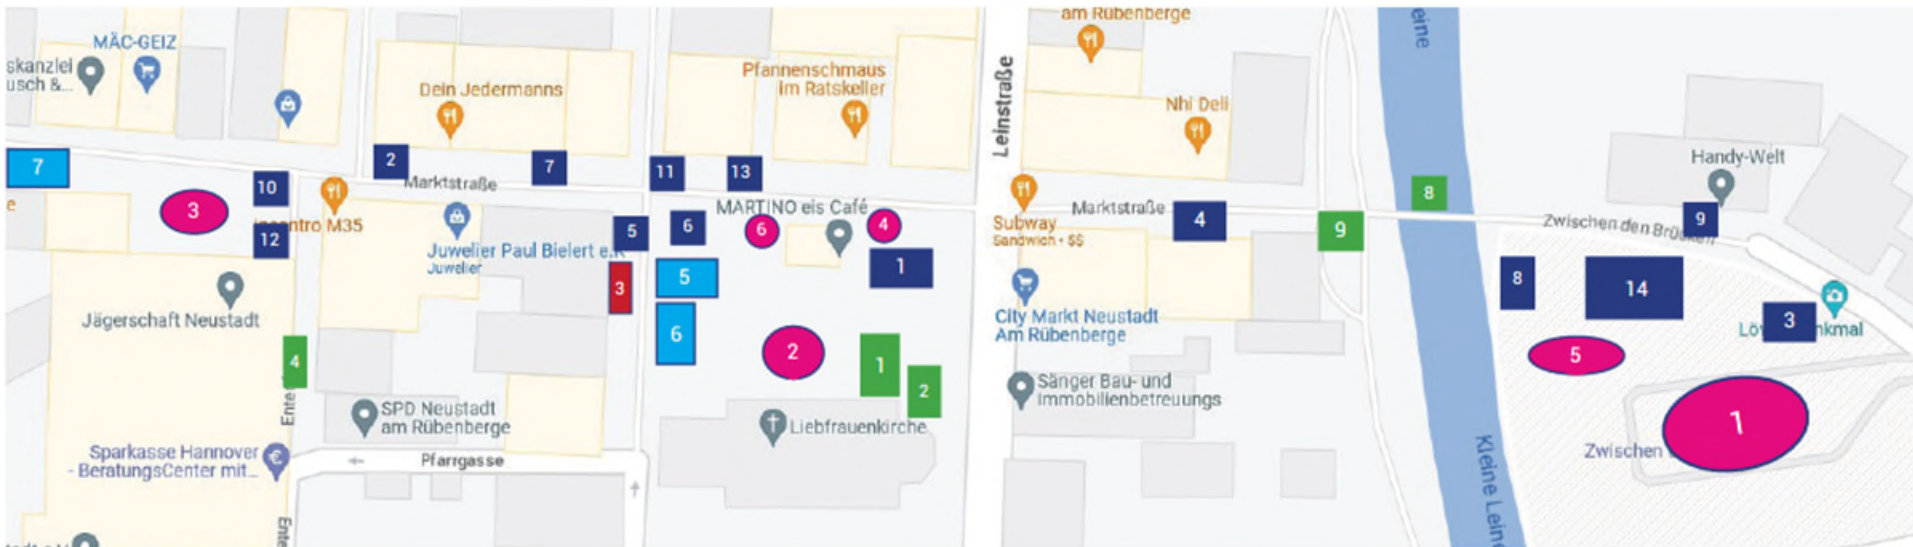 am Rübenberge
eine
MÄC-GEIZ
skanzlei
usch &...
Dein Jedermanns
Pfannenschmaus
im Ratskeller
Leinstraße
Nhi Deli
Handy-Welt
7
2
7
11
13
10
3
Marktstraße
MARTINO eis Café
Marktstraße
8
e
12
M35
Subway
Sandwich • $$
4
9
Zwischen den Brücken
9
5
6
6
4
Juwelier Paul Bielert e.K
Juwelier
3
5
1
8
14
3
Jägerschaft Neustadt
City Markt Neustadt
Am Rübenberge
6
2
1
2
5
4
Ente
SPD Neustadt
am Rübenberge
Liebfrauenkirche
Sänger Bau- und
Immobilienbetreuungs
1
Zwischen
Sparkasse Hannover
- BeratungsCenter mit...
Pfarrgasse
Kleine Leine
Ente